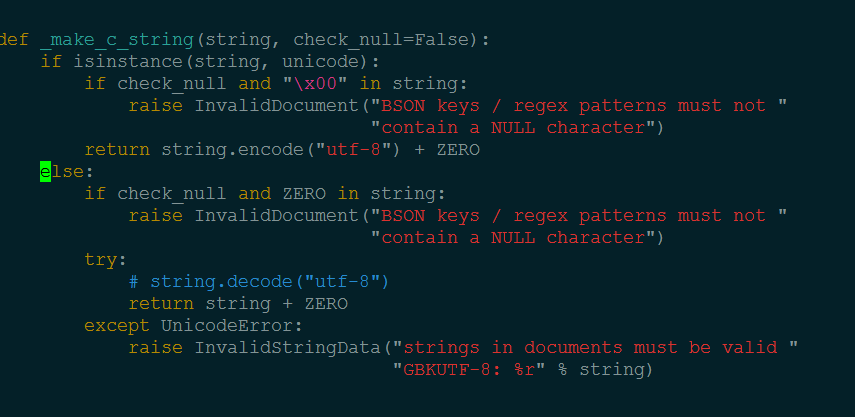 def _make_c_string(string, check_null=False):
    if isinstance(string, unicode):
        if check_null and "\x00" in string:
            raise InvalidDocument("BSON keys / regex patterns must not "
                                  "contain a NULL character")
        return string.encode("utf-8") + ZERO
    else:
        if check_null and ZERO in string:
            raise InvalidDocument("BSON keys / regex patterns must not "
                                  "contain a NULL character")
        try:
            # string.decode("utf-8")
            return string + ZERO
        except UnicodeError:
            raise InvalidStringData("strings in documents must be valid "
                                    "GBKUTF-8: %r" % string)